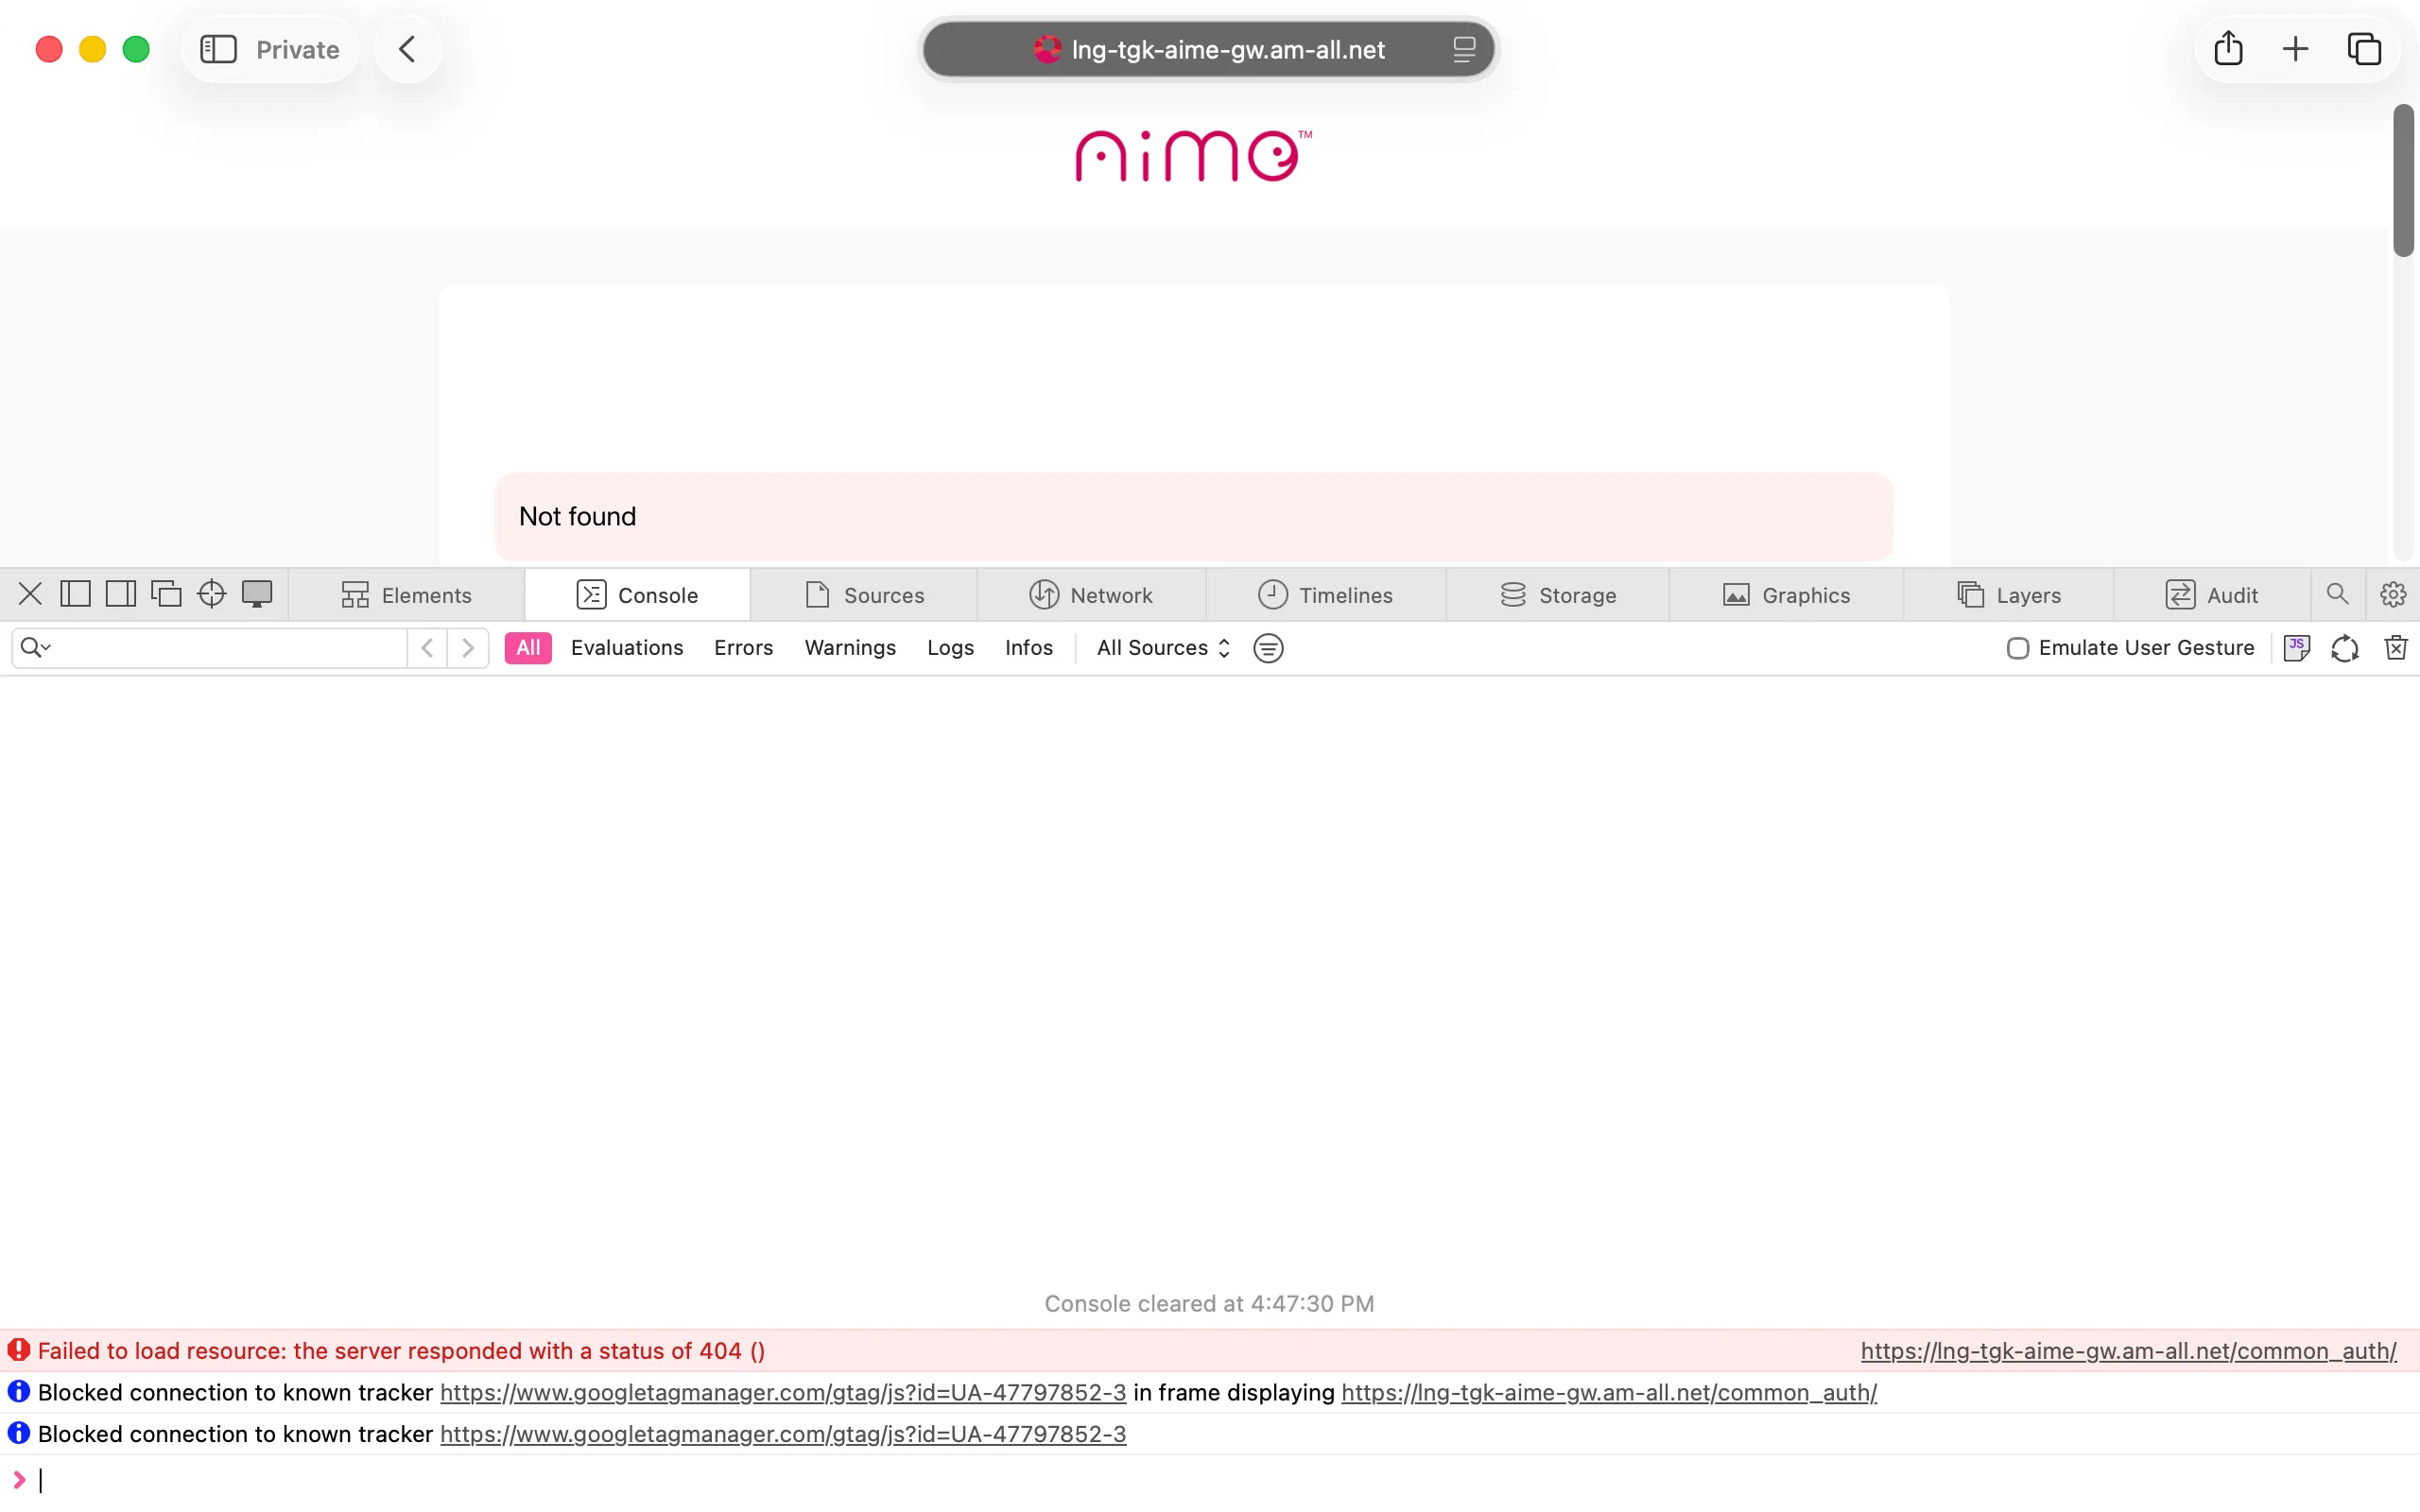 Private
lng-tgk-aime-gw.am-all.net
Aime™
Not found
Elements
Console
Sources
Network
Timelines
Storage
Graphics
Layers
Audit
All
Evaluations
Errors
Warnings
Logs
Infos
All Sources
Emulate User Gesture
JS
Console cleared at 4:47:30 PM
Failed to load resource: the server responded with a status of 404 () https://lng-tgk-aime-gw.am-all.net/common_auth/
Blocked connection to known tracker https://www.googletagmanager.com/gtag/js?id=UA-47797852-3 in frame displaying https://lng-tgk-aime-gw.am-all.net/common_auth/
Blocked connection to known tracker https://www.googletagmanager.com/gtag/js?id=UA-47797852-3